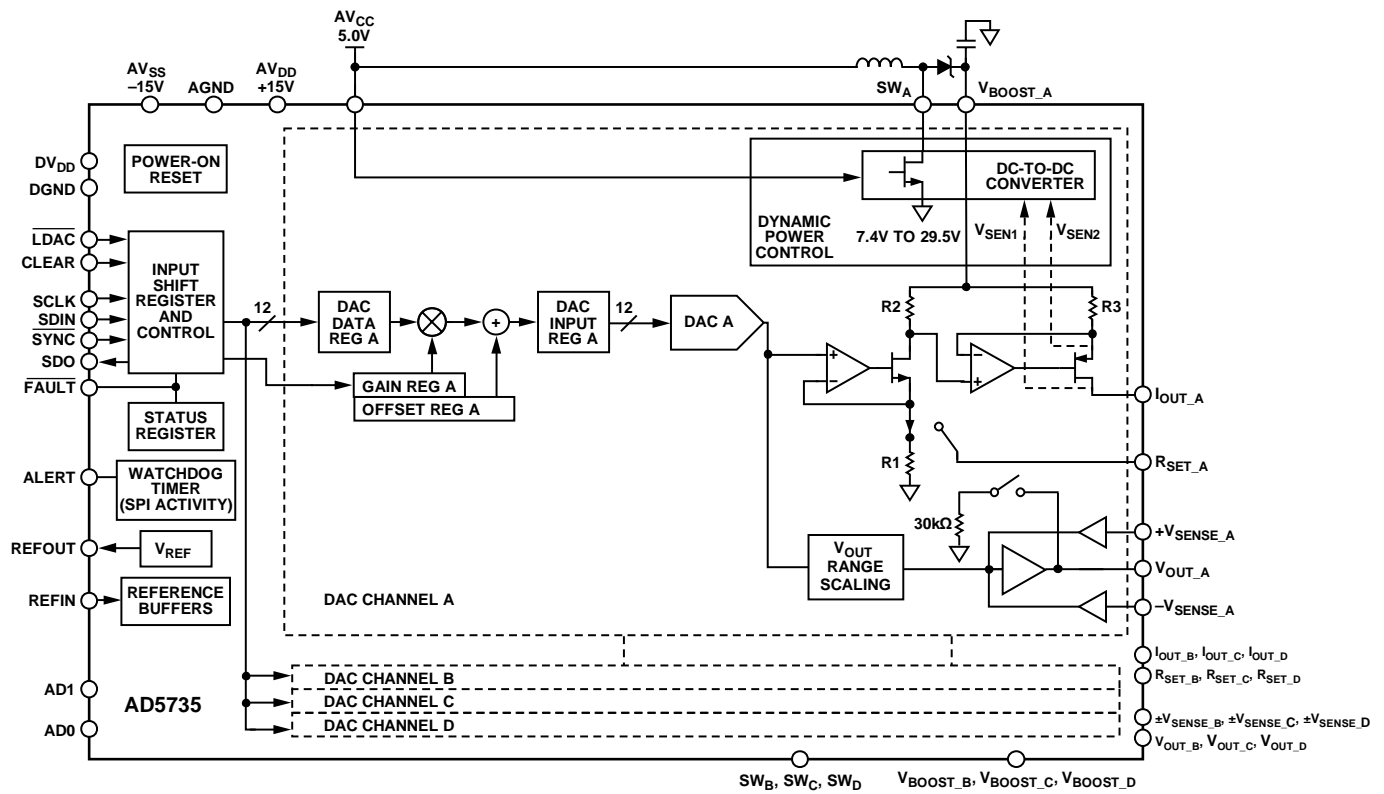 AVCC
5.0V
AVSS
–15V
AGND
AVDD
+15V
SWA
VBOOST_A
DVDD
DGND
POWER-ON
RESET
DC-TO-DC
CONVERTER
DYNAMIC
POWER
CONTROL
7.4V TO 29.5V
VSEN1
VSEN2
LDAC
CLEAR
SCLK
SDIN
SYNC
SDO
FAULT
INPUT
SHIFT
REGISTER
AND
CONTROL
12
DAC
DATA
REG A
×
+
DAC
INPUT
REG A
12
DAC A
R2
R3
+
–
–
+
GAIN REG A
OFFSET REG A
STATUS
REGISTER
IOUT_A
R1
RSET_A
ALERT
WATCHDOG
TIMER
(SPI ACTIVITY)
30kΩ
REFOUT
VREF
VOUT
RANGE
SCALING
+VSENSE_A
VOUT_A
–VSENSE_A
REFIN
REFERENCE
BUFFERS
DAC CHANNEL A
IOUT_B, IOUT_C, IOUT_D
RSET_B, RSET_C, RSET_D
DAC CHANNEL B
DAC CHANNEL C
DAC CHANNEL D
AD1
AD0
AD5735
±VSENSE_B, ±VSENSE_C, ±VSENSE_D
VOUT_B, VOUT_C, VOUT_D
SWB, SWC, SWD
VBOOST_B, VBOOST_C, VBOOST_D